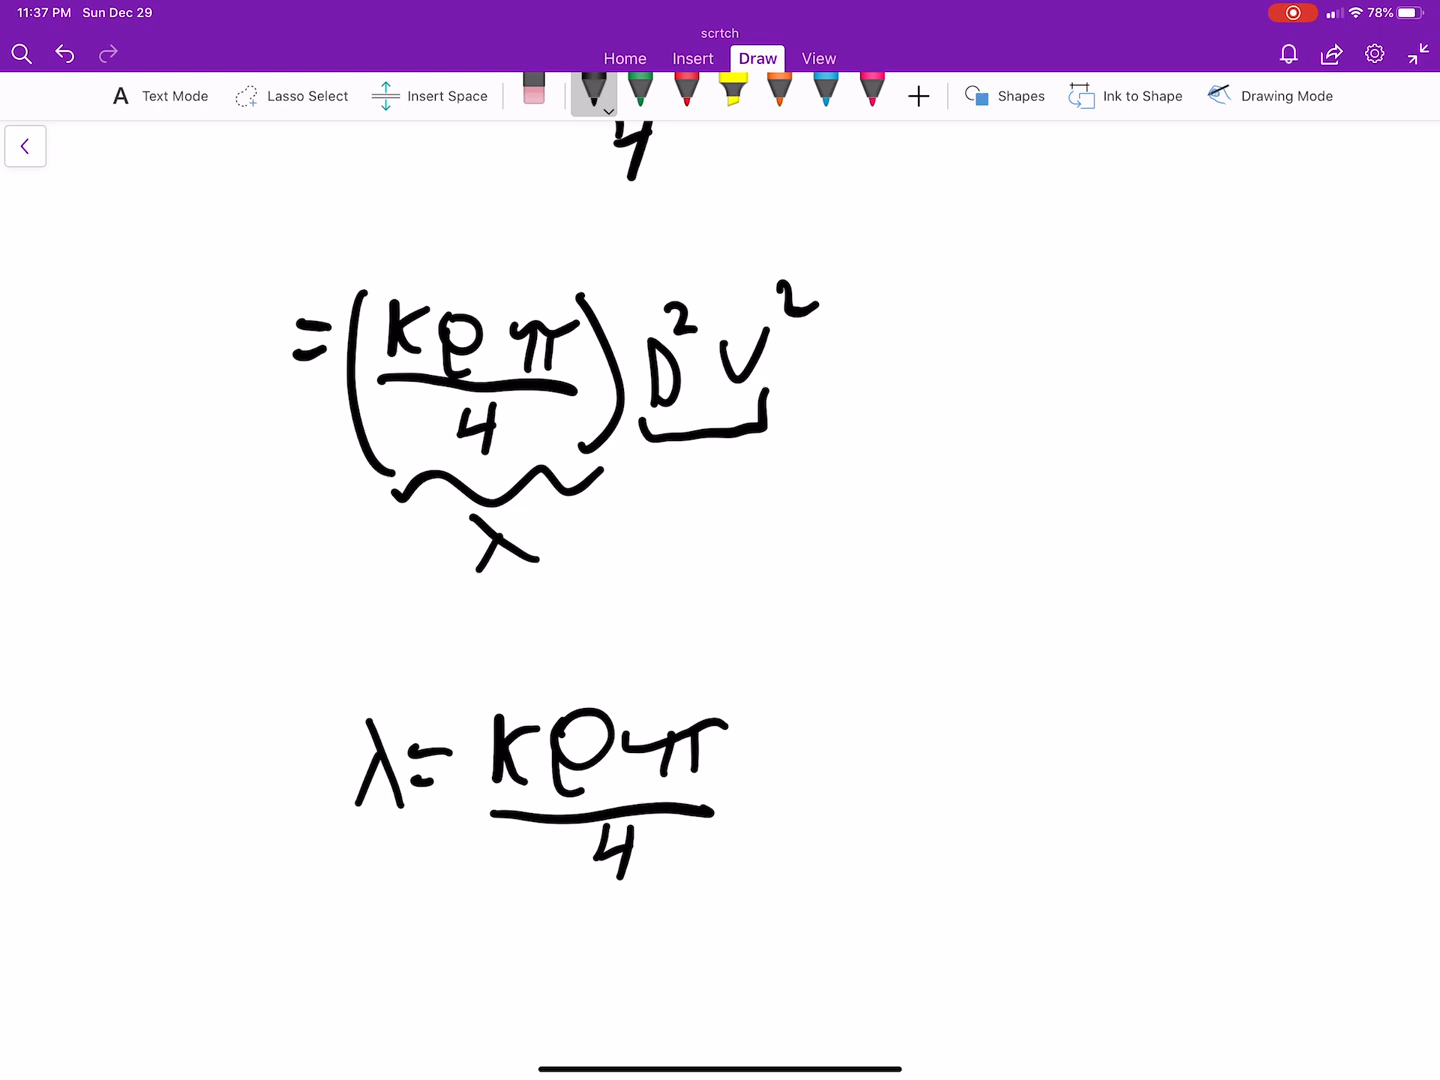 11:37 PM Sun Dec 29 78%
scrtch
Home Insert Draw View
A Text Mode Lasso Select Insert Space Shapes Ink to Shape Drawing Mode
4
= (kρπ/4) D² V²
λ
λ = kρπ/4